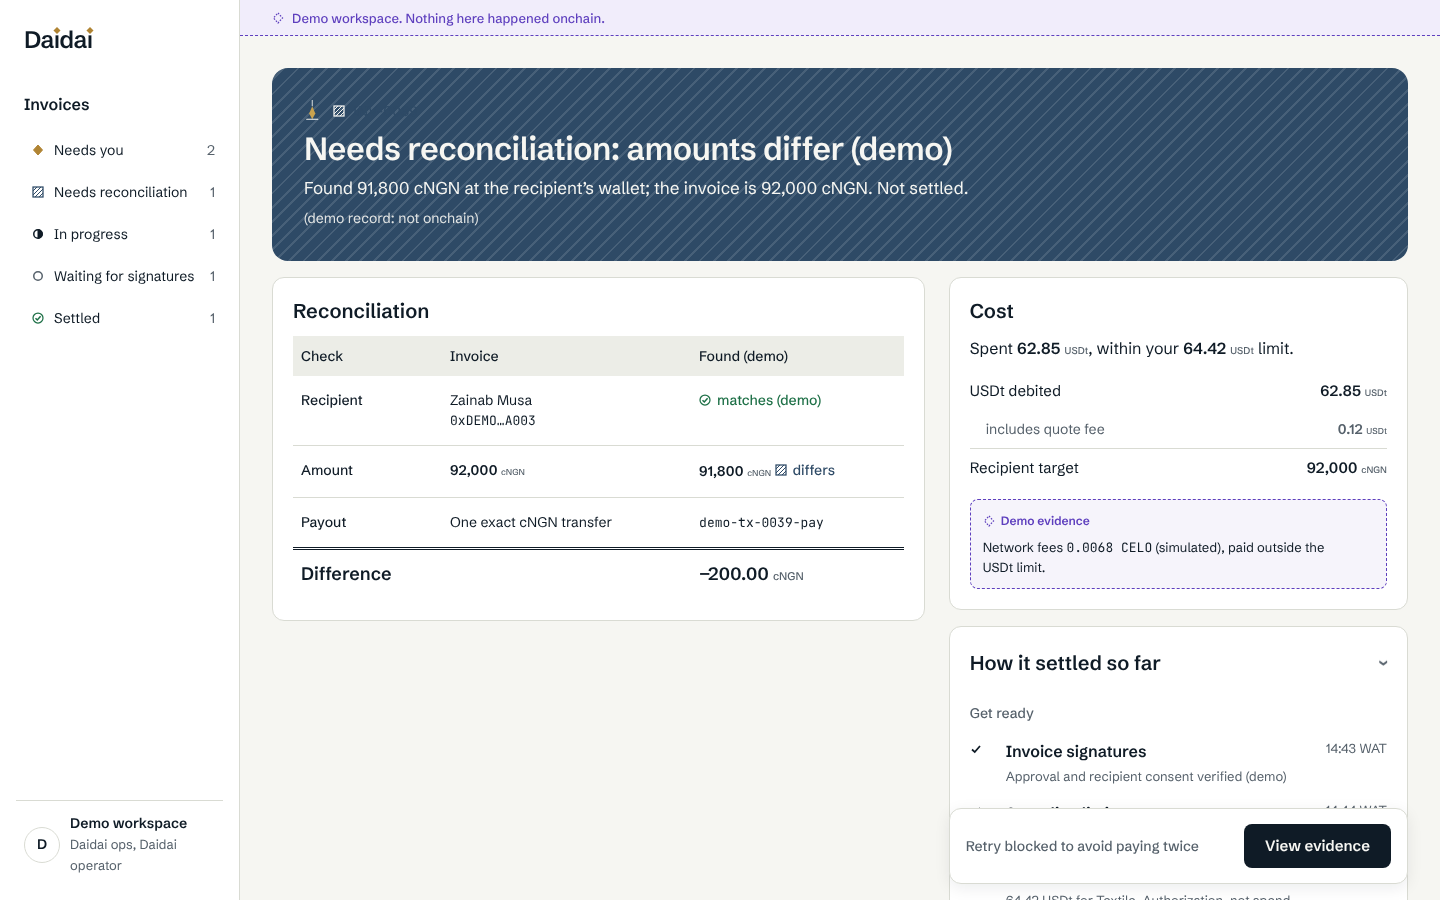 Daidai
Invoices
Needs you 2
Needs reconciliation 1
In progress 1
Waiting for signatures 1
Settled 1
D
Demo workspace
Daidai ops, Daidai
operator
Demo workspace. Nothing here happened onchain.
Needs reconciliation: amounts differ (demo)
Found 91,800 cNGN at the recipient’s wallet; the invoice is 92,000 cNGN. Not settled.
(demo record: not onchain)
Reconciliation
Check Invoice Found (demo)
Recipient Zainab Musa matches (demo)
0xDEMO…A003
Amount 92,000 cNGN 91,800 cNGN differs
Payout One exact cNGN transfer demo-tx-0039-pay
Difference −200.00 cNGN
Cost
Spent 62.85 USDt, within your 64.42 USDt limit.
USDt debited 62.85 USDt
includes quote fee 0.12 USDt
Recipient target 92,000 cNGN
Demo evidence
Network fees 0.0068 CELO (simulated), paid outside the
USDt limit.
How it settled so far
Get ready
Invoice signatures 14:43 WAT
Approval and recipient consent verified (demo)
Retry blocked to avoid paying twice View evidence